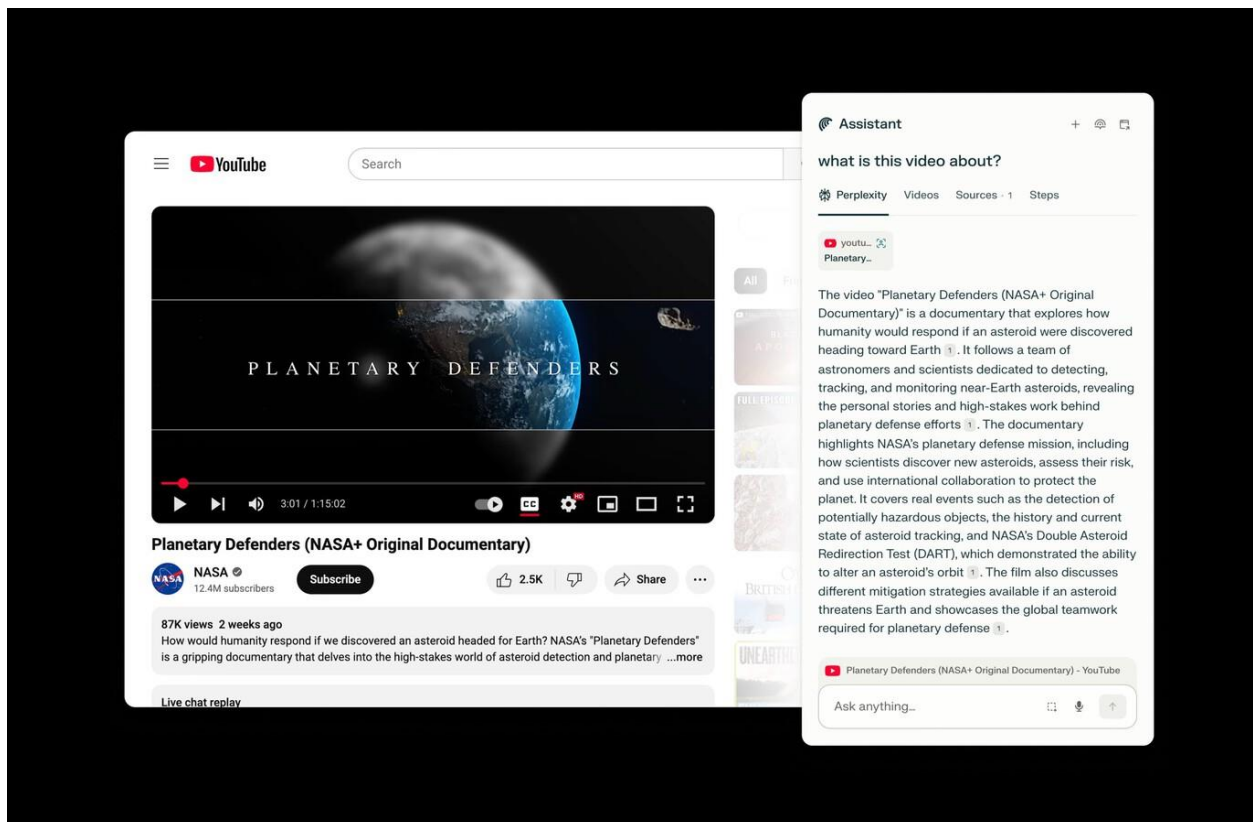 YouTube
Search
PLANETARY DEFENDERS
3:01 / 1:15:02
CC
HD
Planetary Defenders (NASA+ Original Documentary)
NASA
NASA
12.4M subscribers
Subscribe
2.5K
Share
87K views 2 weeks ago
How would humanity respond if we discovered an asteroid headed for Earth? NASA's "Planetary Defenders"
is a gripping documentary that delves into the high-stakes world of asteroid detection and planetary ...more
Live chat replay
All
FULL EPISODE
Assistant
what is this video about?
Perplexity Videos Sources · 1 Steps
youtu...
Planetary...
The video "Planetary Defenders (NASA+ Original
Documentary)" is a documentary that explores how
humanity would respond if an asteroid were discovered
heading toward Earth 1. It follows a team of
astronomers and scientists dedicated to detecting,
tracking, and monitoring near-Earth asteroids, revealing
the personal stories and high-stakes work behind
planetary defense efforts 1. The documentary
highlights NASA's planetary defense mission, including
how scientists discover new asteroids, assess their risk,
and use international collaboration to protect the
planet. It covers real events such as the detection of
potentially hazardous objects, the history and current
state of asteroid tracking, and NASA's Double Asteroid
Redirection Test (DART), which demonstrated the ability
to alter an asteroid's orbit 1. The film also discusses
different mitigation strategies available if an asteroid
threatens Earth and showcases the global teamwork
required for planetary defense 1.
Planetary Defenders (NASA+ Original Documentary) - YouTube
Ask anything...